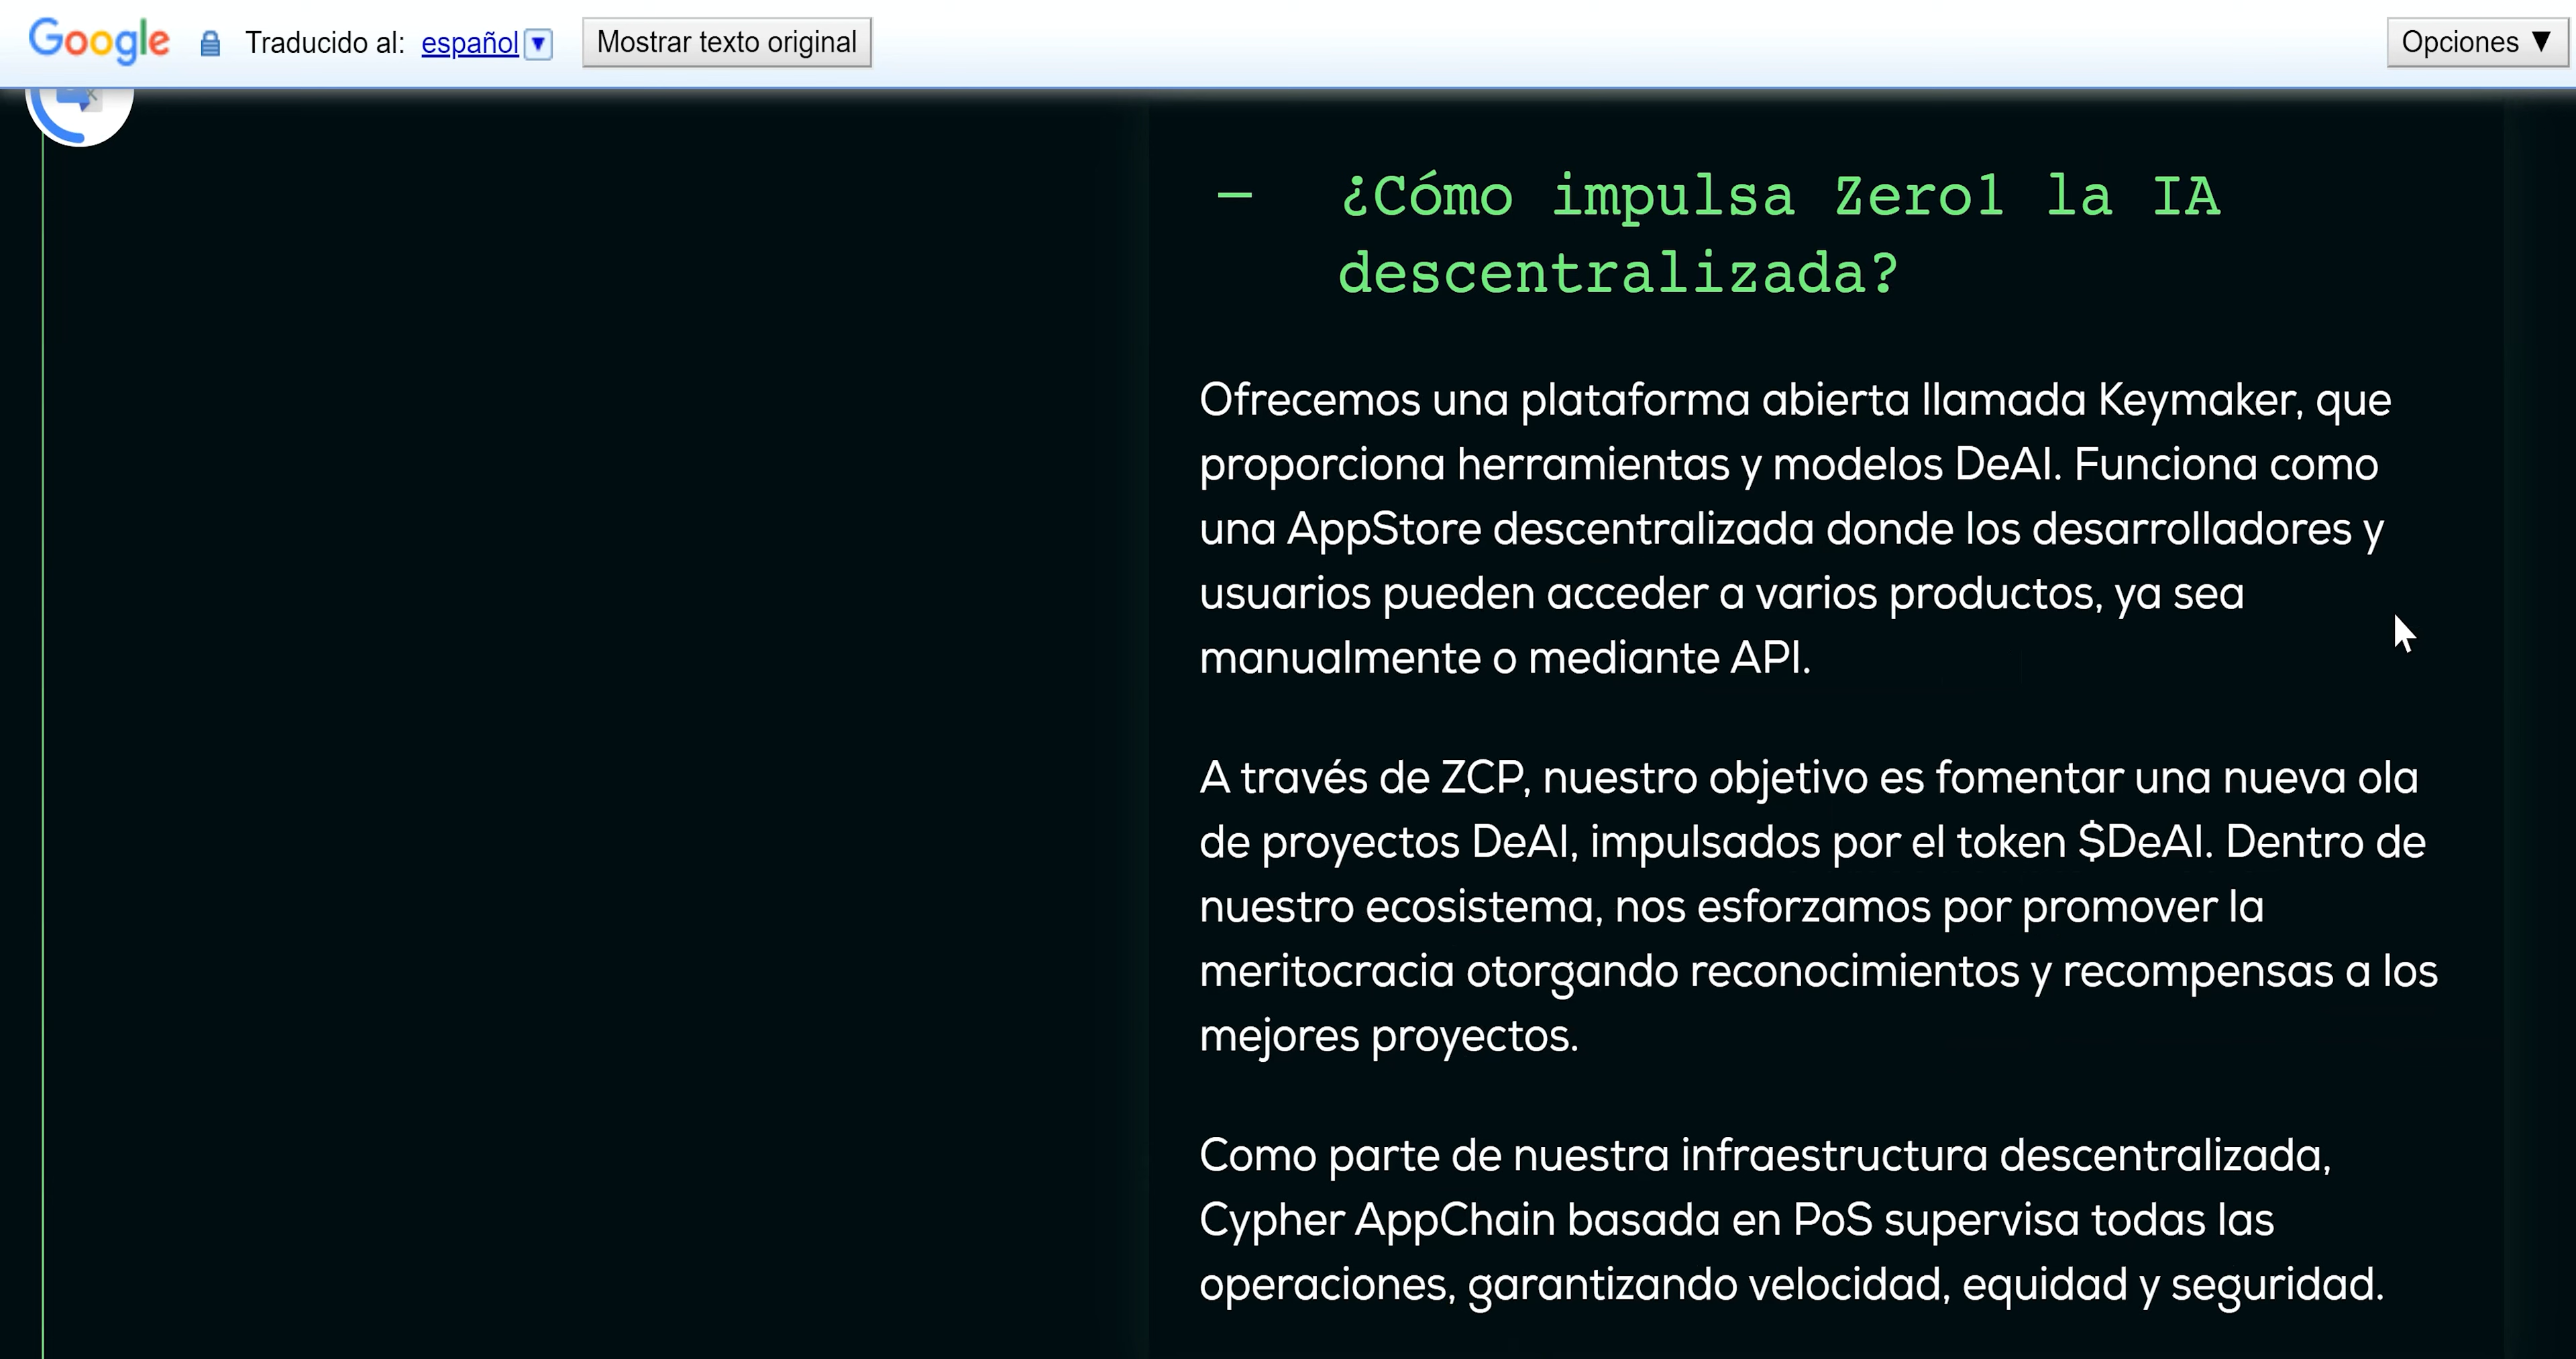 Google Traducido al: español ▼ Mostrar texto original Opciones ▼
— ¿Cómo impulsa Zero1 la IA
descentralizada?
Ofrecemos una plataforma abierta llamada Keymaker, que
proporciona herramientas y modelos DeAI. Funciona como
una AppStore descentralizada donde los desarrolladores y
usuarios pueden acceder a varios productos, ya sea
manualmente o mediante API.
A través de ZCP, nuestro objetivo es fomentar una nueva ola
de proyectos DeAI, impulsados por el token $DeAI. Dentro de
nuestro ecosistema, nos esforzamos por promover la
meritocracia otorgando reconocimientos y recompensas a los
mejores proyectos.
Como parte de nuestra infraestructura descentralizada,
Cypher AppChain basada en PoS supervisa todas las
operaciones, garantizando velocidad, equidad y seguridad.